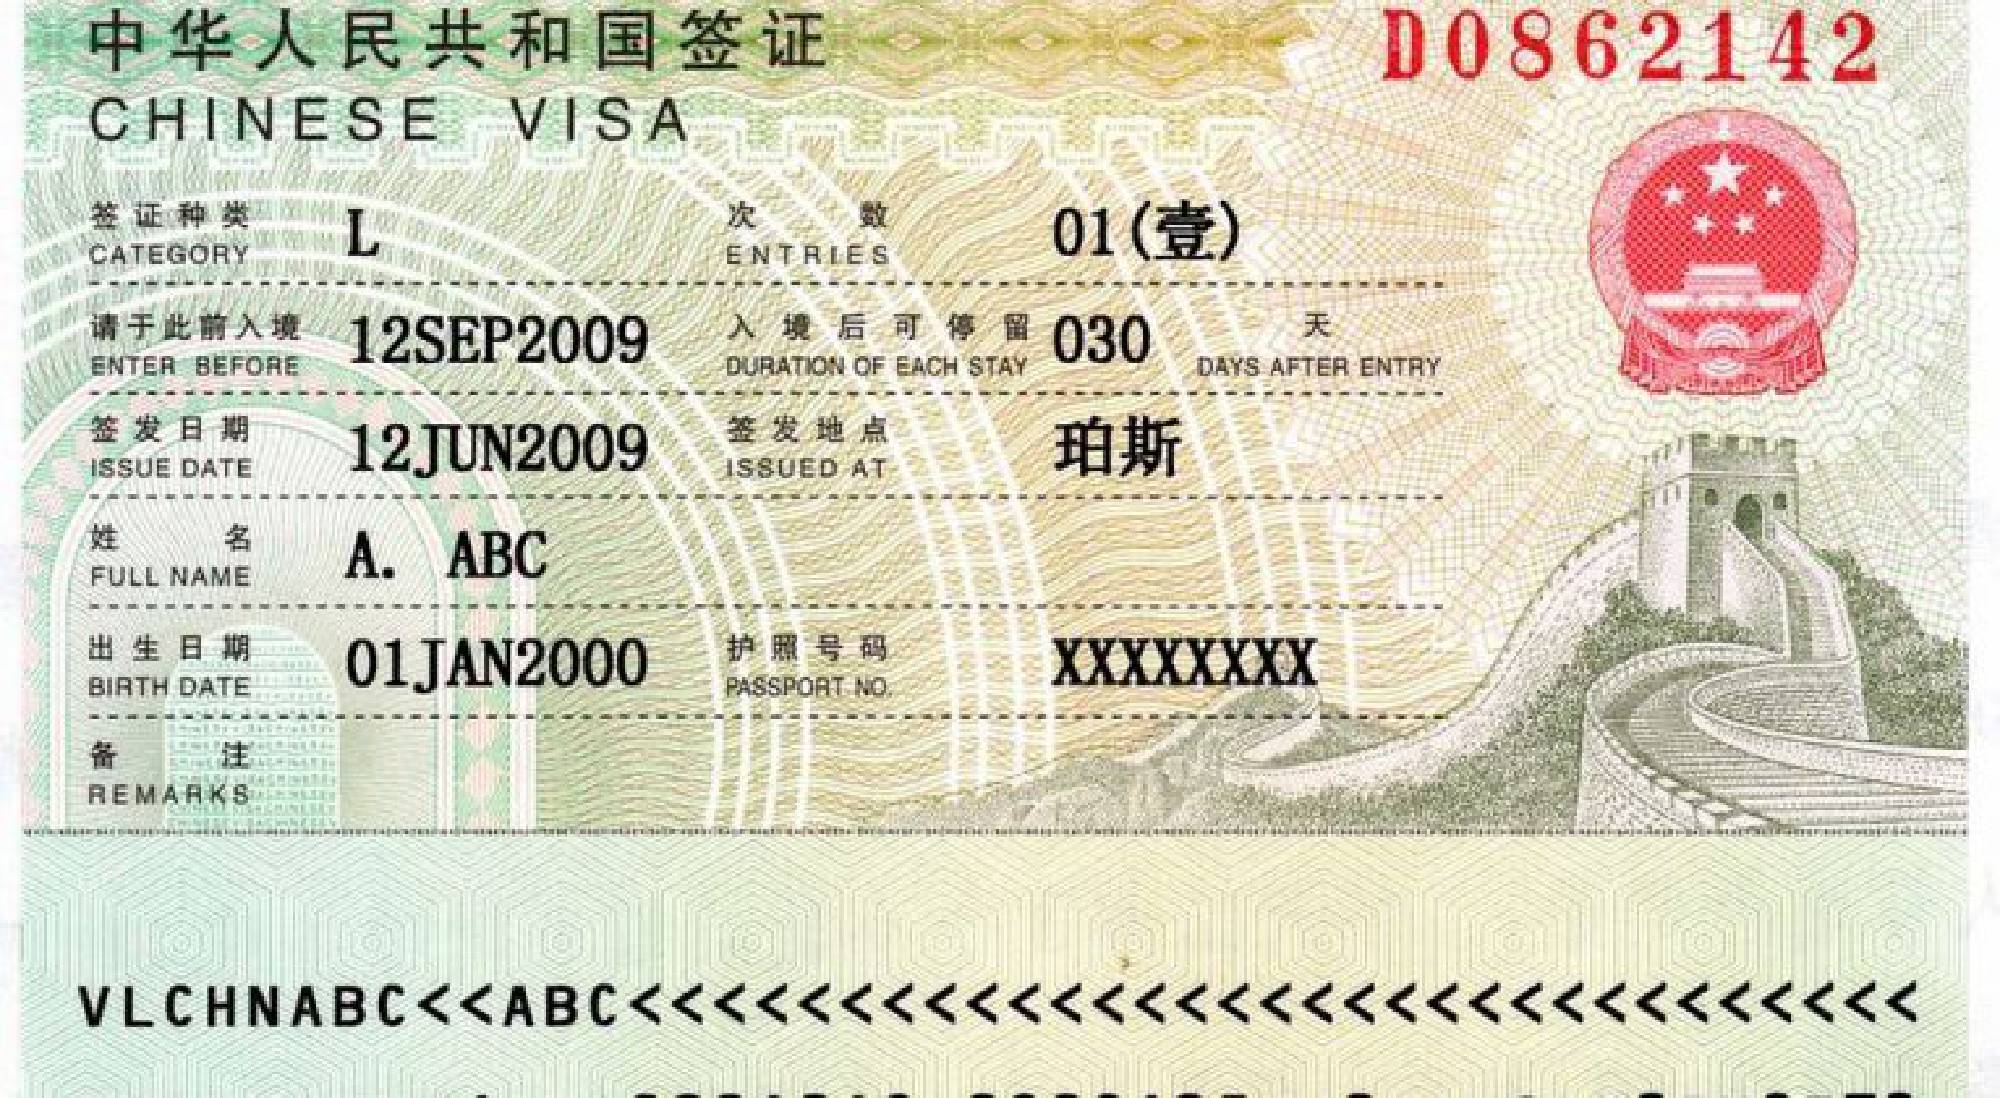 中华人民共和国签证 D0862142
CHINESE VISA
签证种类 L 次数 01(壹)
CATEGORY ENTRIES
请于此前入境 12SEP2009 入境后可停留 030 天
ENTER BEFORE DURATION OF EACH STAY DAYS AFTER ENTRY
签发日期 12JUN2009 签发地点 珀斯
ISSUE DATE ISSUED AT
姓名 A. ABC
FULL NAME
出生日期 01JAN2000 护照号码 XXXXXXXX
BIRTH DATE PASSPORT NO.
备注
REMARKS
VLCHNABC<<ABC<<<<<<<<<<<<<<<<<<<<<<<<<<<<<<<